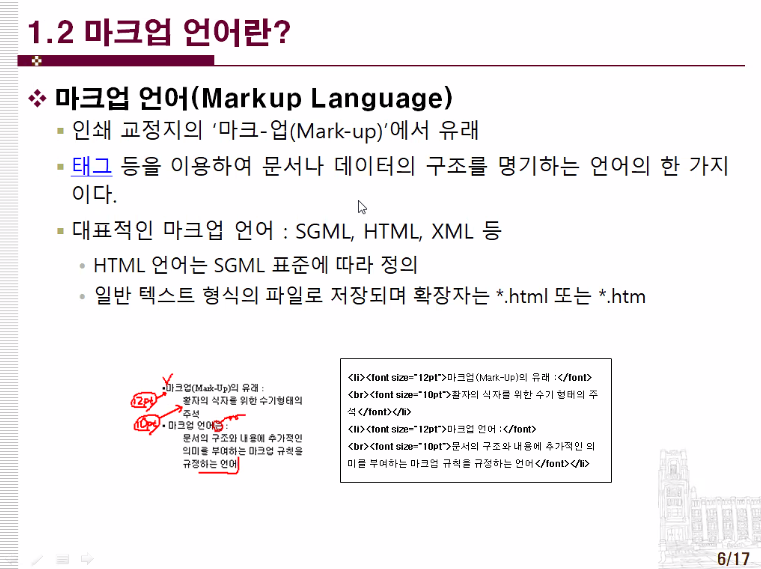 1.2 마크업 언어란?
마크업 언어(Markup Language)
인쇄 교정지의 ‘마크-업(Mark-up)’에서 유래
태그 등을 이용하여 문서나 데이터의 구조를 명기하는 언어의 한 가지
이다.
대표적인 마크업 언어 : SGML, HTML, XML 등
HTML 언어는 SGML 표준에 따라 정의
일반 텍스트 형식의 파일로 저장되며 확장자는 *.html 또는 *.htm
마크업(Mark-Up)의 유래 :
12pt
활자의 식자를 위한 수기형태의
주석
10pt
마크업 언어는:
문서의 구조와 내용에 추가적인
의미를 부여하는 마크업 규칙을
규정하는 언어
<li><font size="12pt">마크업(Mark-Up)의 유래 :</font>
<br><font size="10pt">활자의 식자를 위한 수기 형태의 주
석</font></li>
<li><font size="12pt">마크업 언어 :</font>
<br><font size="10pt">문서의 구조와 내용에 추가적인 의
미를 부여하는 마크업 규칙을 규정하는 언어</font></li>
6/17